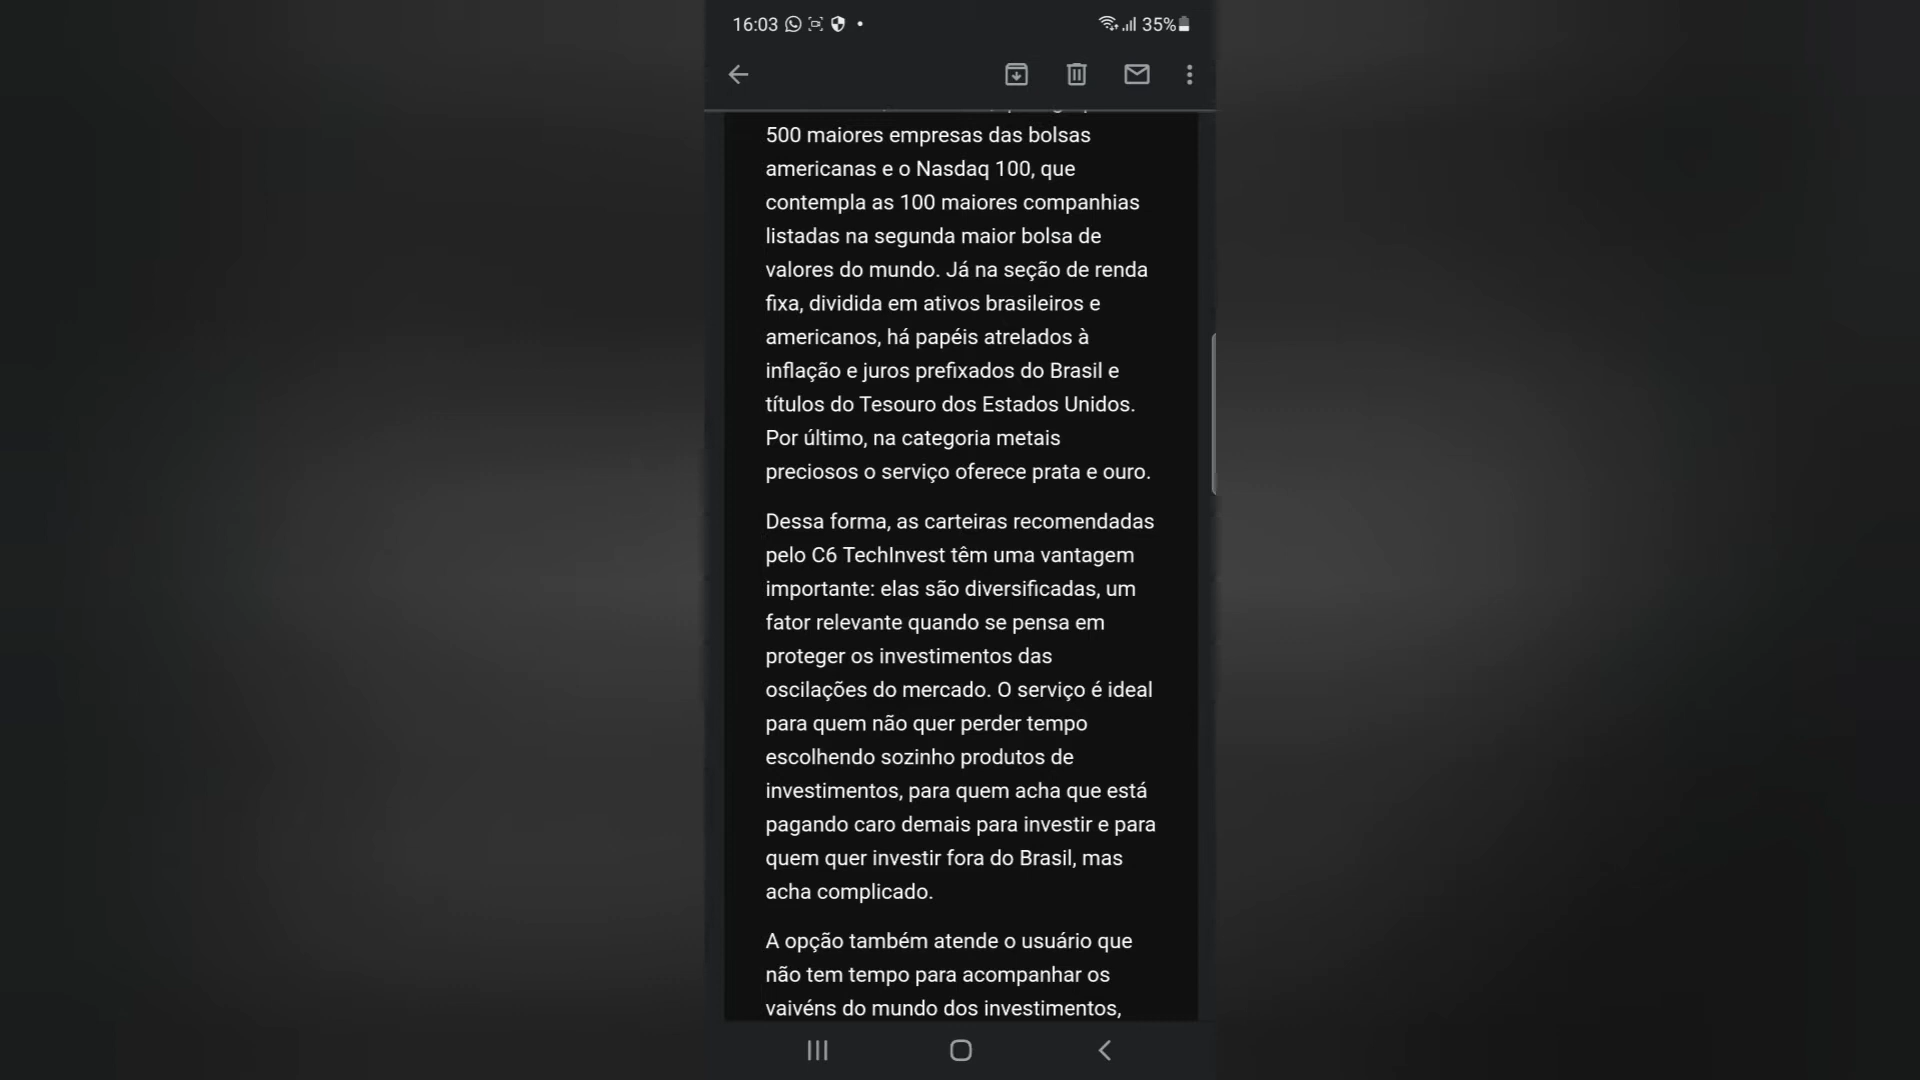 16:03
35%
500 maiores empresas das bolsas
americanas e o Nasdaq 100, que
contempla as 100 maiores companhias
listadas na segunda maior bolsa de
valores do mundo. Já na seção de renda
fixa, dividida em ativos brasileiros e
americanos, há papéis atrelados à
inflação e juros prefixados do Brasil e
títulos do Tesouro dos Estados Unidos.
Por último, na categoria metais
preciosos o serviço oferece prata e ouro.
Dessa forma, as carteiras recomendadas
pelo C6 TechInvest têm uma vantagem
importante: elas são diversificadas, um
fator relevante quando se pensa em
proteger os investimentos das
oscilações do mercado. O serviço é ideal
para quem não quer perder tempo
escolhendo sozinho produtos de
investimentos, para quem acha que está
pagando caro demais para investir e para
quem quer investir fora do Brasil, mas
acha complicado.
A opção também atende o usuário que
não tem tempo para acompanhar os
vaivéns do mundo dos investimentos,